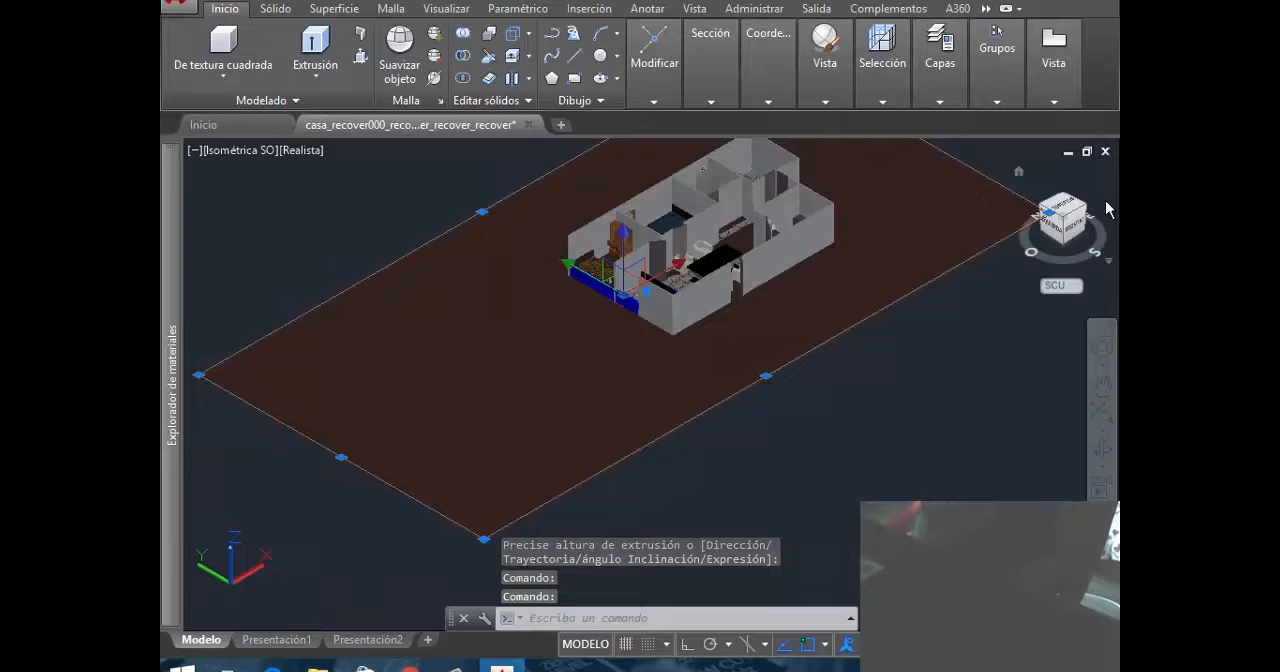 Inicio Sólido Superficie Malla Visualizar Paramétrico Inserción Anotar Vista Administrar Salida Complementos A360
De textura cuadrada
Extrusión
Suavizar objeto
Modificar
Sección
Coorde...
Vista
Selección
Capas
Grupos
Vista
Modelado
Malla
Editar sólidos
Dibujo
Inicio
casa_recover000_reco...er_recover_recover*
[−][Isométrica SO][Realista]
O
S
SCU
Explorador de materiales
Z
Y
X
Precise altura de extrusión o [Dirección/
Trayectoria/ángulo Inclinación/Expresión]:
Comando:
Comando:
Escriba un comando
Modelo Presentación1 Presentación2
MODELO